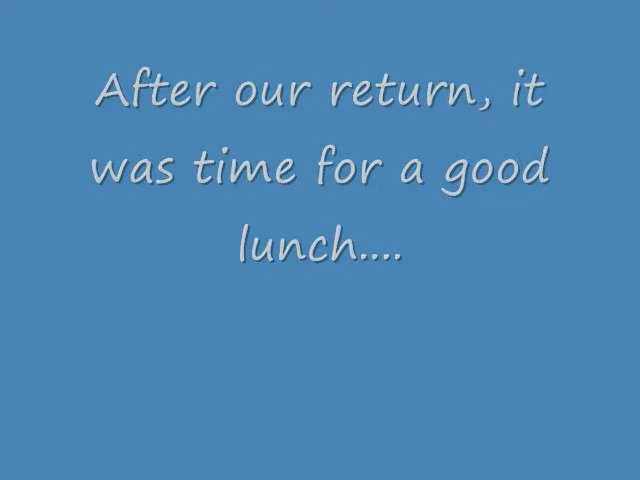 After our return, it
was time for a good
lunch....